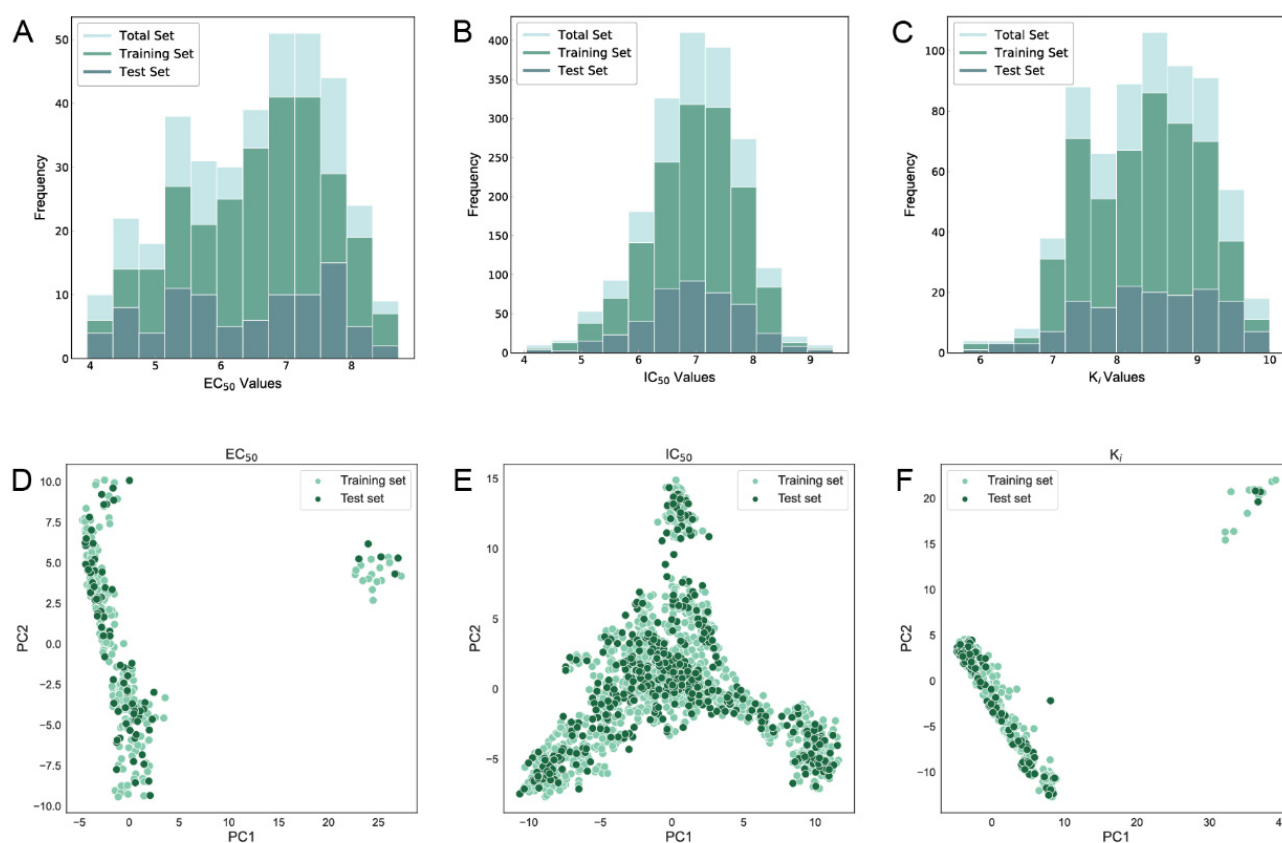 A
Total Set
Training Set
Test Set
50
40
30
20
10
0
Frequency
4 5 6 7 8
EC₅₀ Values
B
Total Set
Training Set
Test Set
400
350
300
250
200
150
100
50
0
Frequency
4 5 6 7 8 9
IC₅₀ Values
C
Total Set
Training Set
Test Set
100
80
60
40
20
0
Frequency
6 7 8 9 10
Kᵢ Values
D
EC₅₀
Training set
Test set
10.0
7.5
5.0
2.5
0.0
−2.5
−5.0
−7.5
−10.0
PC2
−5 0 5 10 15 20 25
PC1
E
IC₅₀
Training set
Test set
15
10
5
0
−5
PC2
−10 −5 0 5 10
PC1
F
Kᵢ
Training set
Test set
20
15
10
5
0
−5
−10
PC2
0 10 20 30
PC1